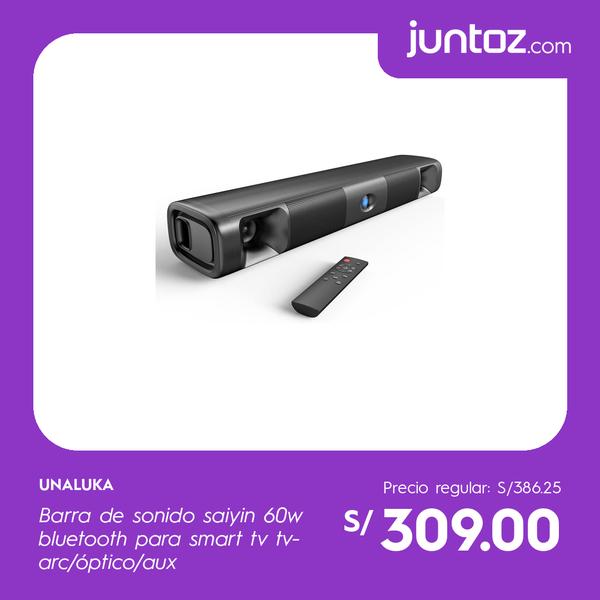 juntoz.com
UNALUKA
Barra de sonido saiyin 60w
bluetooth para smart tv tv-
arc/óptico/aux
Precio regular: S/386.25
S/ 309.00